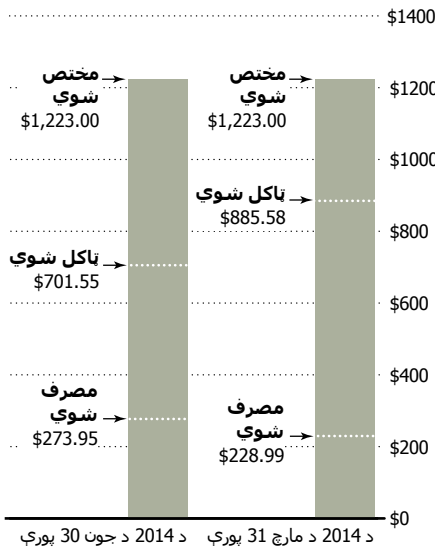 $1400
$1200
$1000
$800
$600
$400
$200
$0
مختص
شوي
$1,223.00
ټاکل شوي
$885.58
مصرف
شوي
$228.99
د 2014 د مارچ 31 پورې
مختص
شوي
$1,223.00
ټاکل شوي
$701.55
مصرف
شوي
$273.95
د 2014 د جون 30 پورې